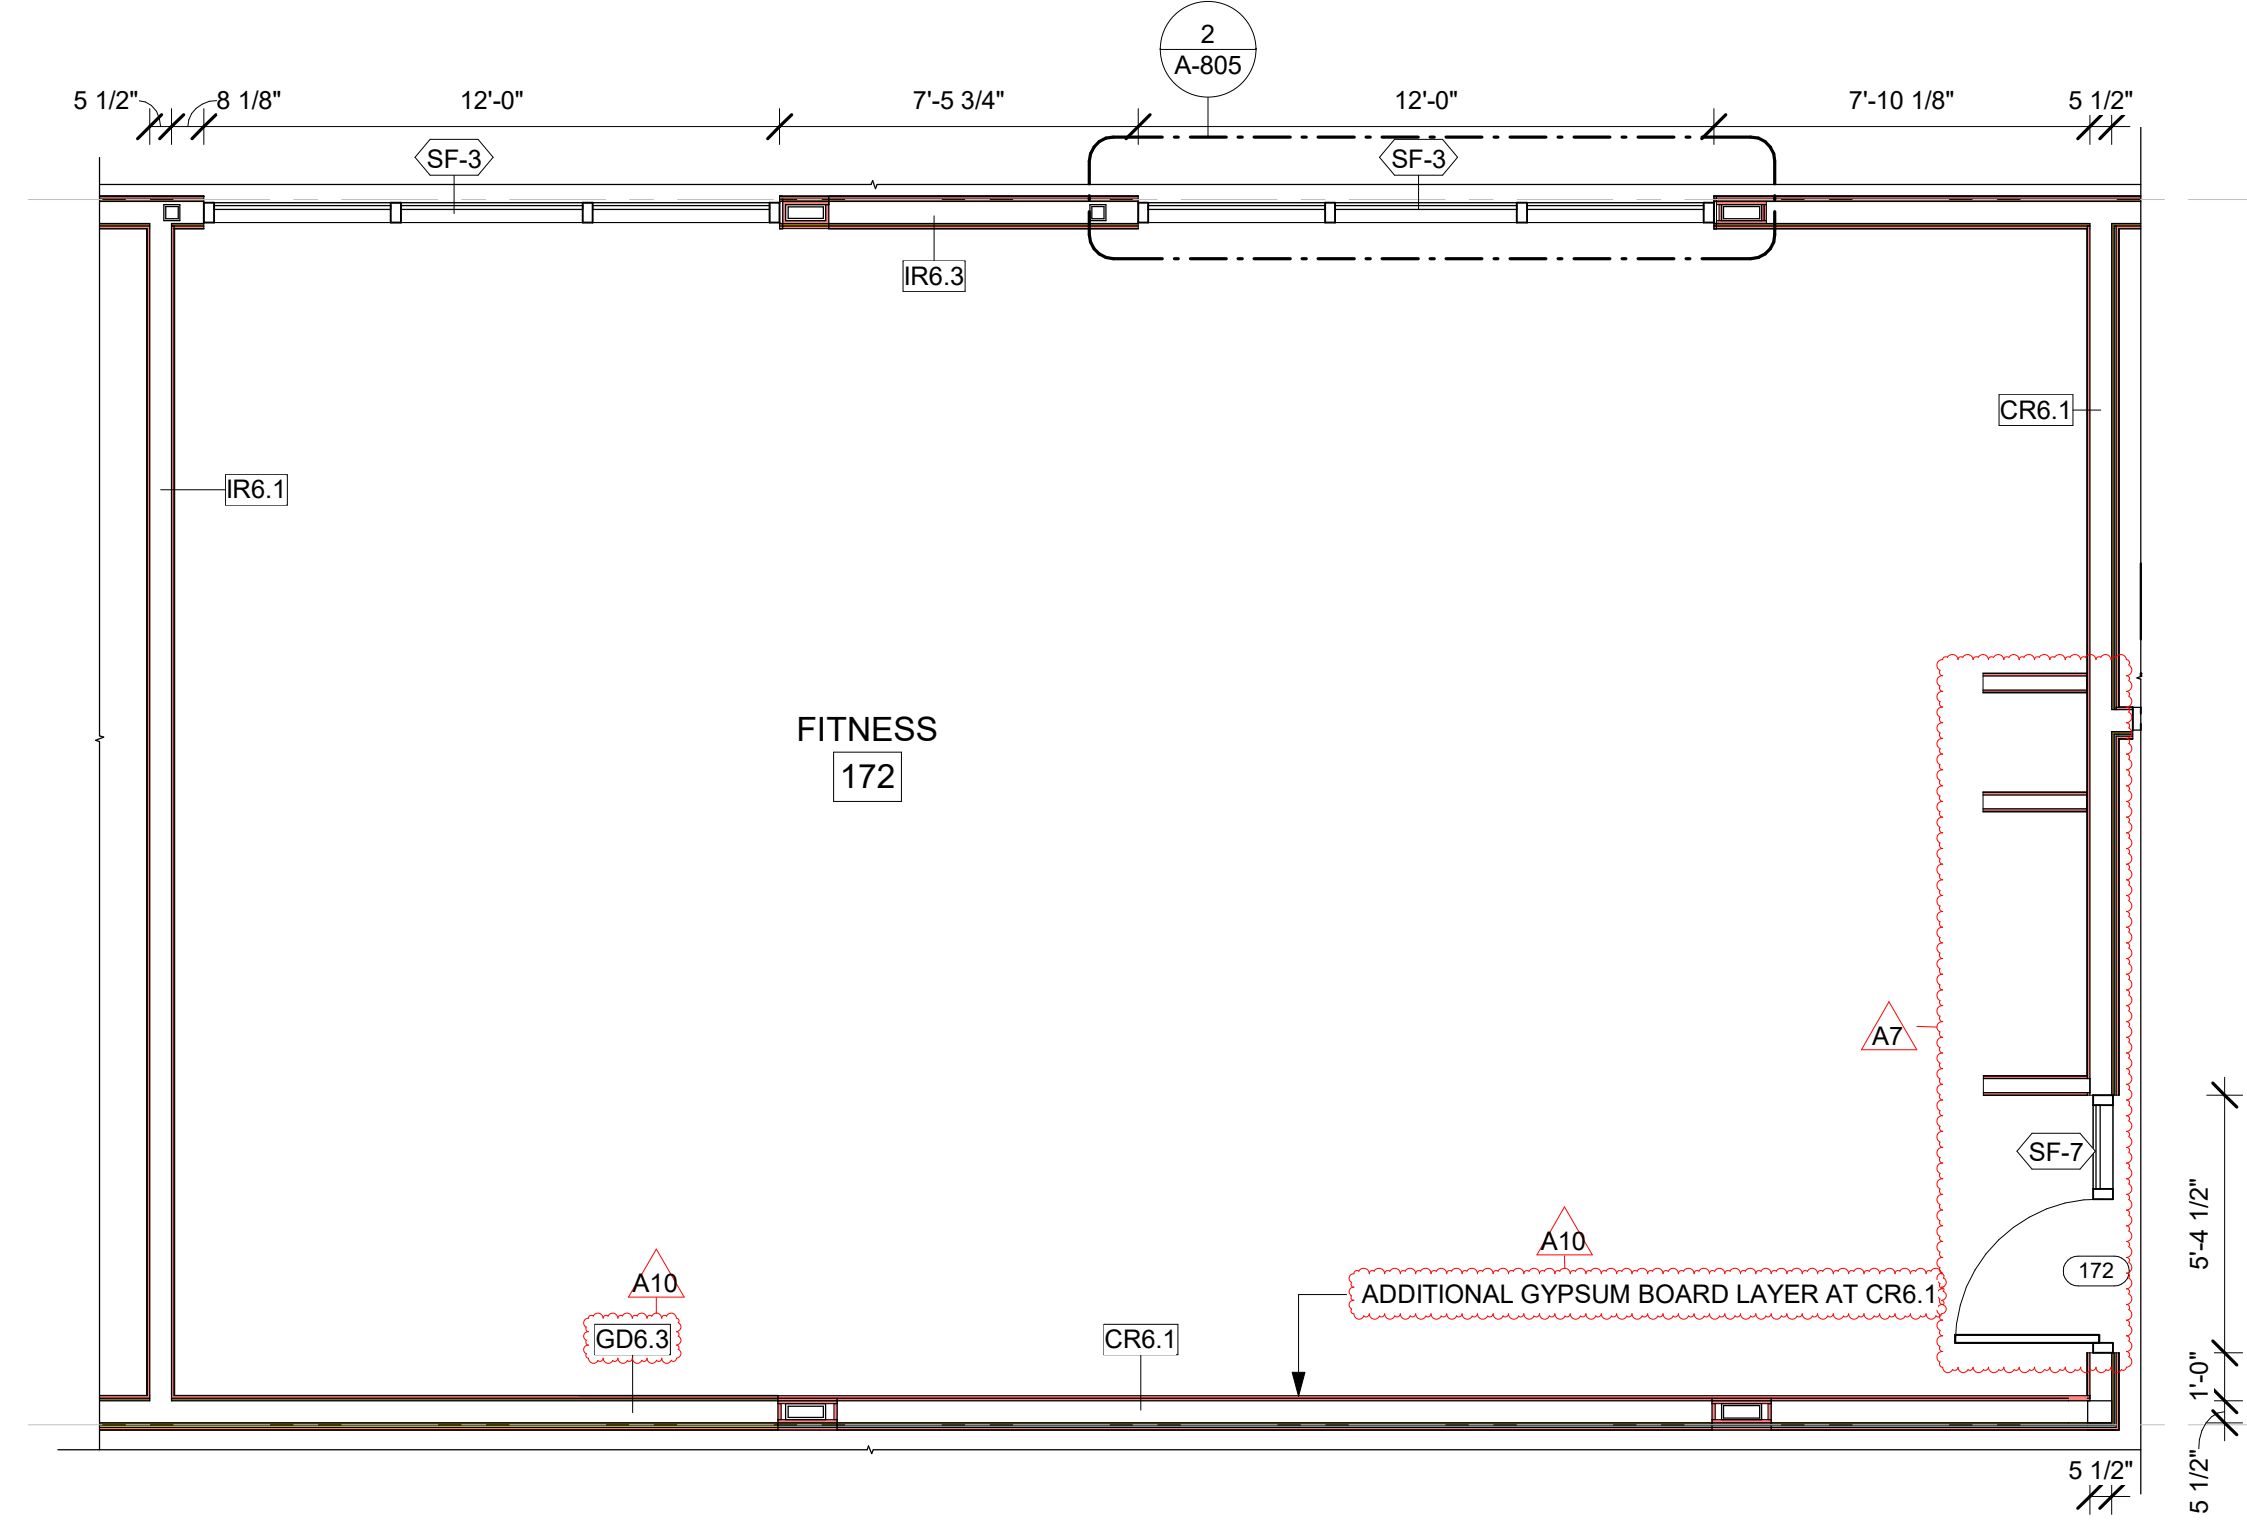 2
A-805
5 1/2"
8 1/8"
12'-0"
7'-5 3/4"
12'-0"
7'-10 1/8"
5 1/2"
SF-3
SF-3
IR6.3
CR6.1
IR6.1
FITNESS
172
A7
SF-7
5'-4 1/2"
A10
172
A10
ADDITIONAL GYPSUM BOARD LAYER AT CR6.1
GD6.3
CR6.1
1'-0"
5 1/2"
5 1/2"